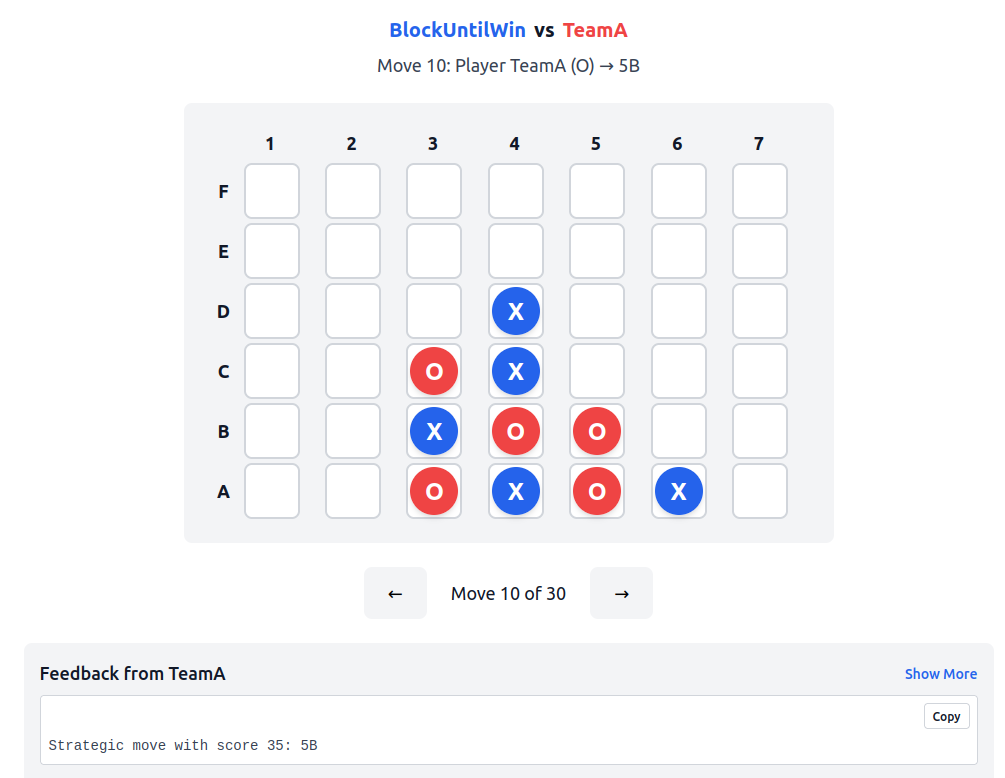 BlockUntilWin vs TeamA
Move 10: Player TeamA (O) → 5B
1 2 3 4 5 6 7
F
E
D X
C O X
B X O O
A O X O X
← Move 10 of 30 →
Feedback from TeamA Show More
Copy
Strategic move with score 35: 5B